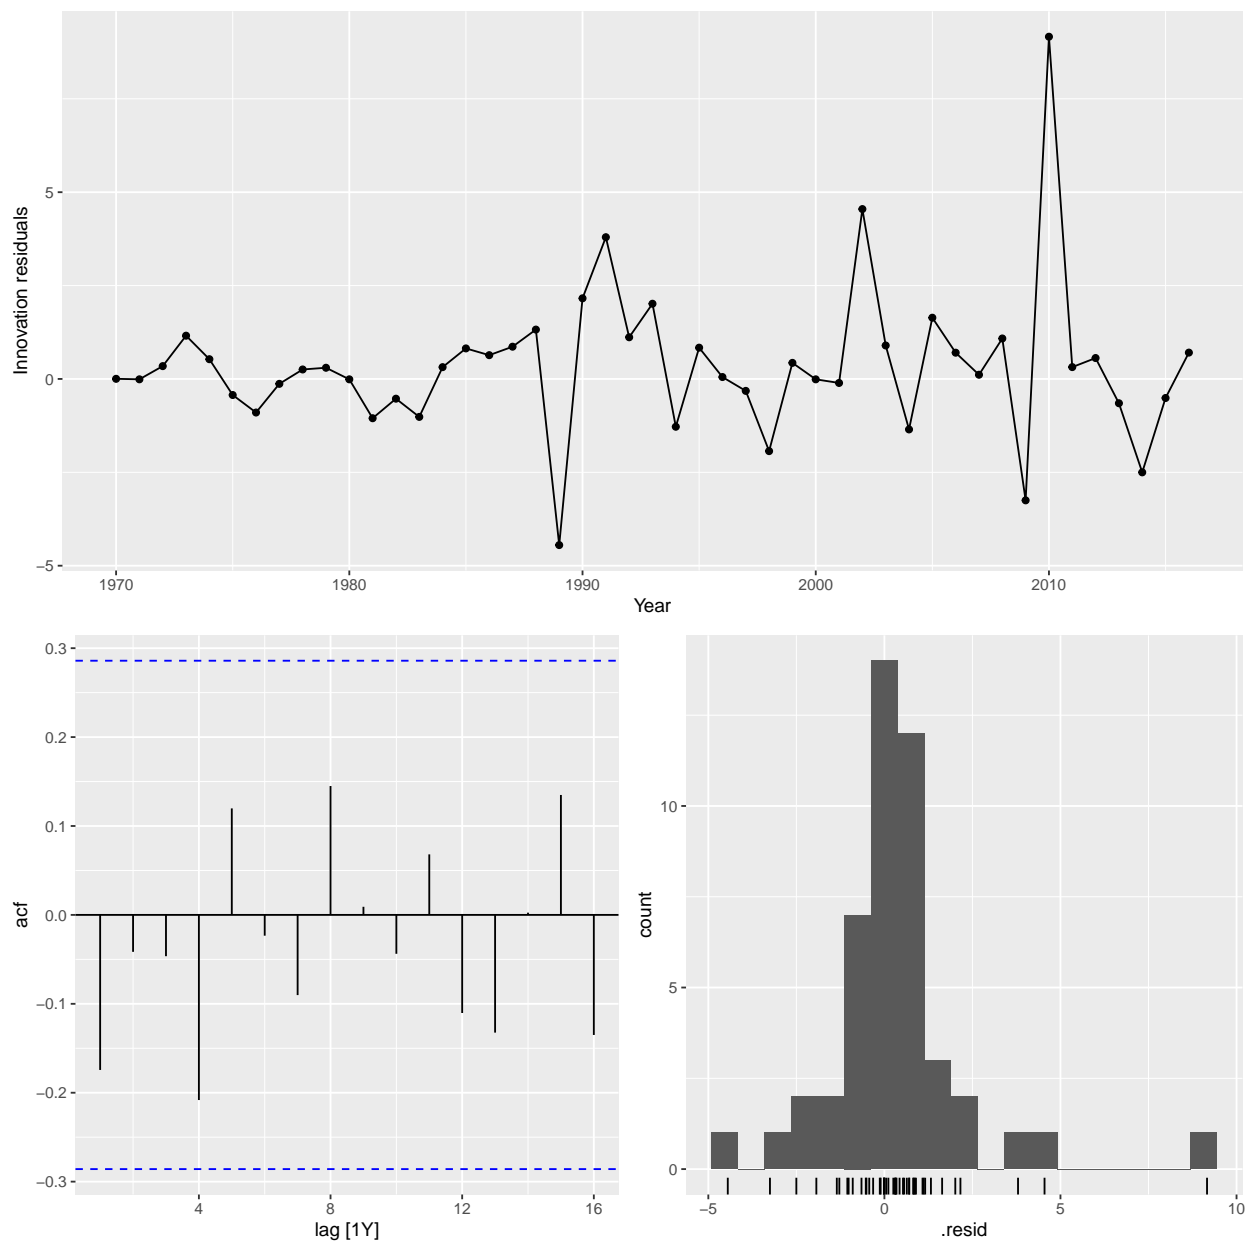 Innovation residuals
5
0
−5
1970 1980 1990 2000 2010
Year
acf
0.3
0.2
0.1
0.0
−0.1
−0.2
−0.3
4 8 12 16
lag [1Y]
count
10
5
0
−5 0 5 10
.resid